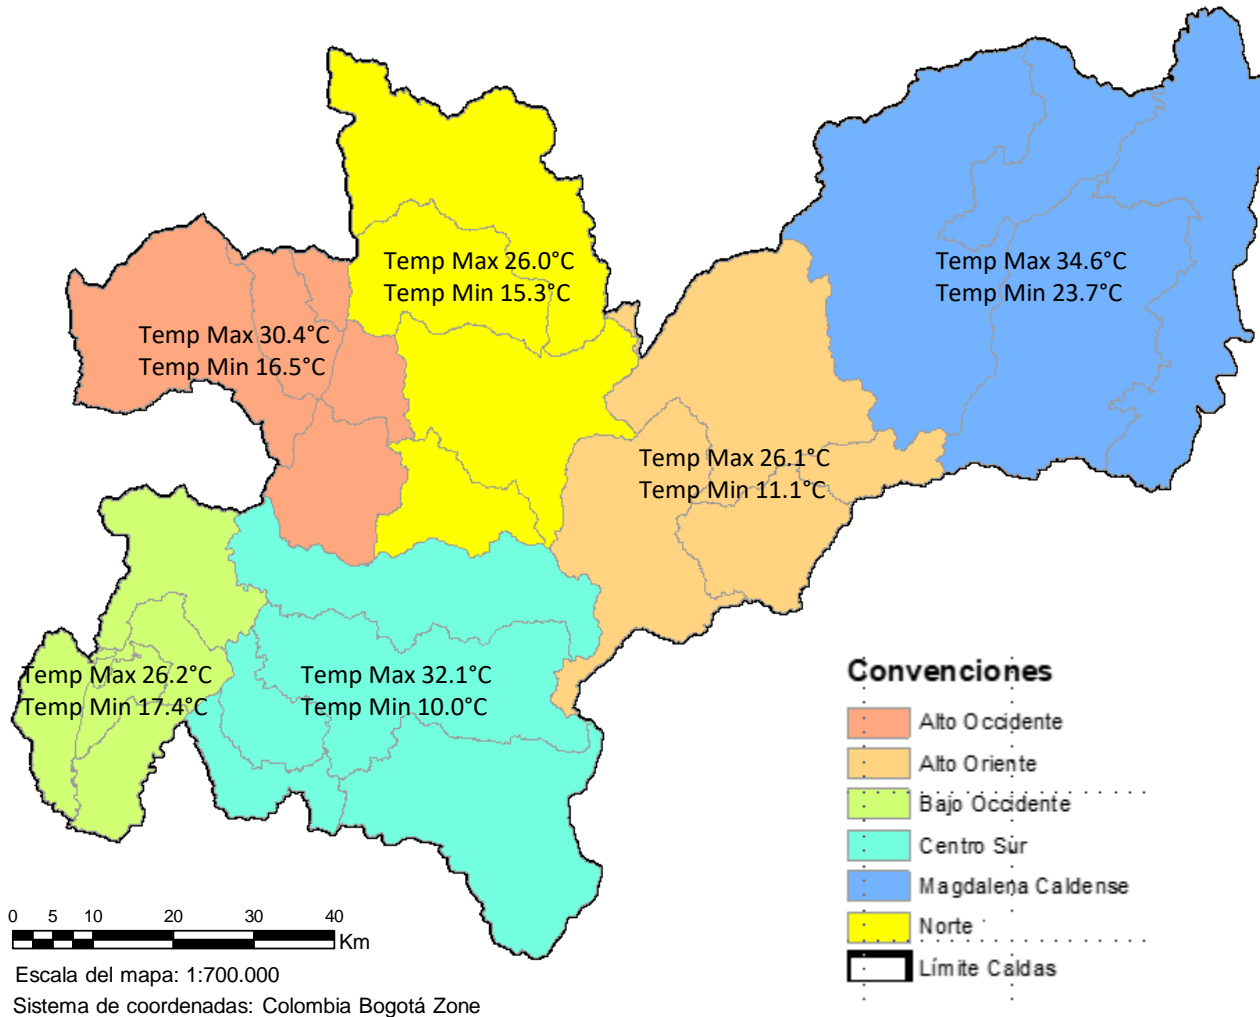 Temp Max 26.0°C
Temp Min 15.3°C
Temp Max 34.6°C
Temp Min 23.7°C
Temp Max 30.4°C
Temp Min 16.5°C
Temp Max 26.1°C
Temp Min 11.1°C
Temp Max 26.2°C
Temp Min 17.4°C
Temp Max 32.1°C
Temp Min 10.0°C
Convenciones
Alto Occidente
Alto Oriente
Bajo Occidente
Centro Sur
Magdalena Caldense
Norte
Límite Caldas
0 5 10 20 30 40
Km
Escala del mapa: 1:700.000
Sistema de coordenadas: Colombia Bogotá Zone